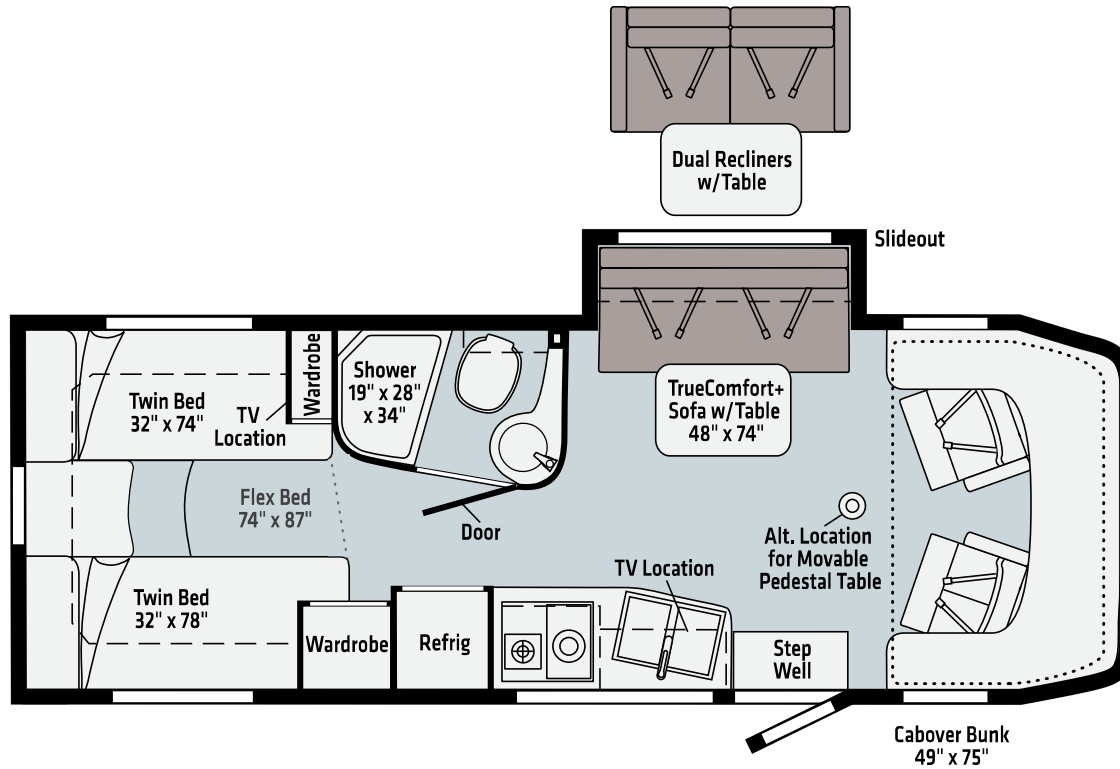 Dual Recliners
w/Table
Slideout
TrueComfort+
Sofa w/Table
48" x 74"
Wardrobe
Shower
19" x 28"
x 34"
Twin Bed
32" x 74"
TV
Location
Flex Bed
74" x 87"
Door
Alt. Location
for Movable
Pedestal Table
TV Location
Twin Bed
32" x 78"
Wardrobe
Refrig
Step
Well
Cabover Bunk
49" x 75"